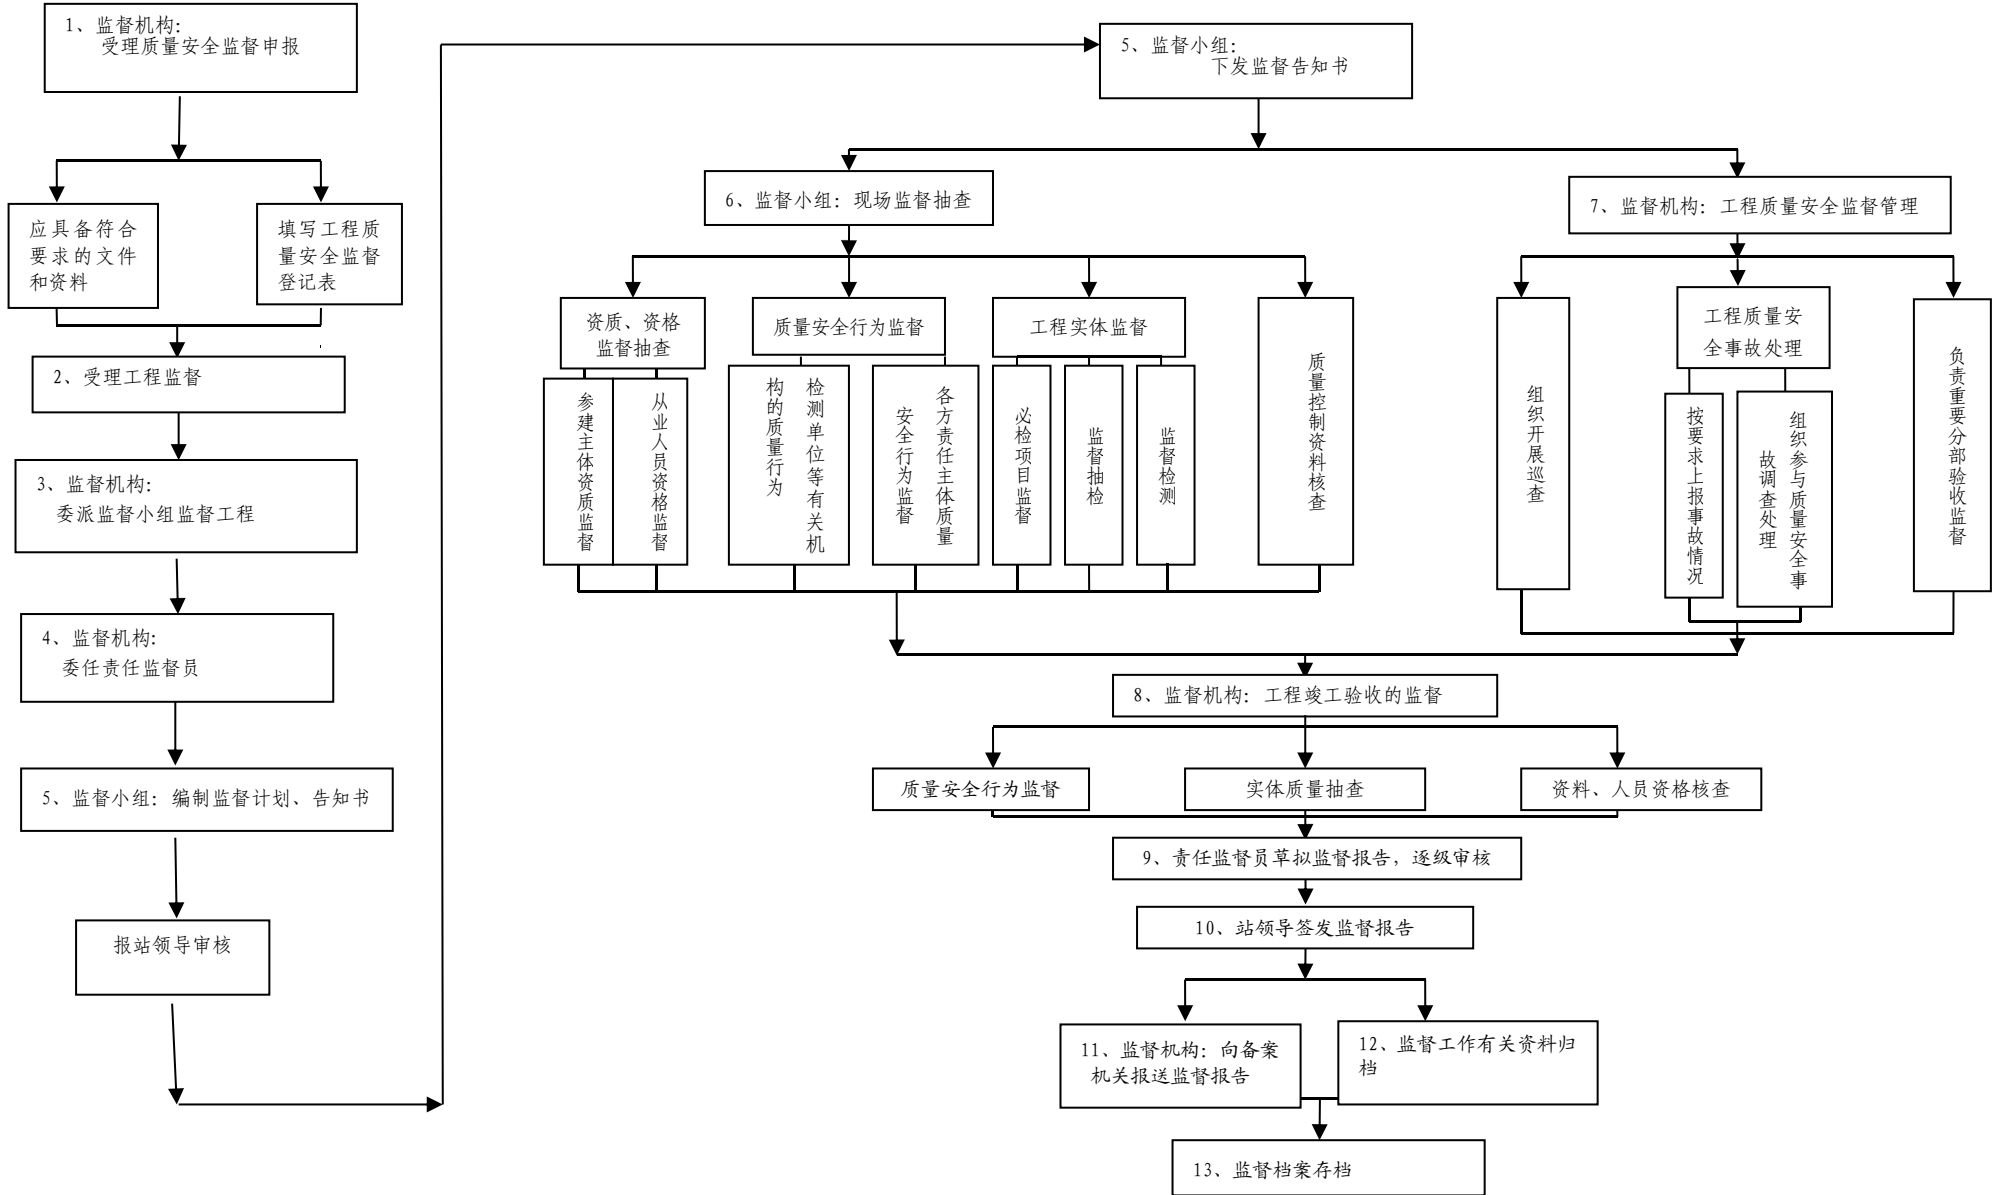 1、监督机构：
受理质量安全监督申报
应具备符合
要求的文件
和资料
填写工程质
量安全监督
登记表
2、受理工程监督
3、监督机构：
委派监督小组监督工程
4、监督机构：
委任责任监督员
5、监督小组：编制监督计划、告知书
报站领导审核
5、监督小组：
下发监督告知书
6、监督小组：现场监督抽查
7、监督机构：工程质量安全监督管理
资质、资格
监督抽查
质量安全行为监督
工程实体监督
质量控制资料核查
参建主体资质监督
从业人员资格监督
检测单位等有关机
构的质量行为
各方责任主体质量
安全行为监督
必检项目监督
监督抽检
监督检测
组织开展巡查
工程质量安
全事故处理
负责重要分部验收监督
按要求上报事故情况
组织参与质量安全事
故调查处理
8、监督机构：工程竣工验收的监督
质量安全行为监督
实体质量抽查
资料、人员资格核查
9、责任监督员草拟监督报告，逐级审核
10、站领导签发监督报告
11、监督机构：向备案
机关报送监督报告
12、监督工作有关资料归
档
13、监督档案存档